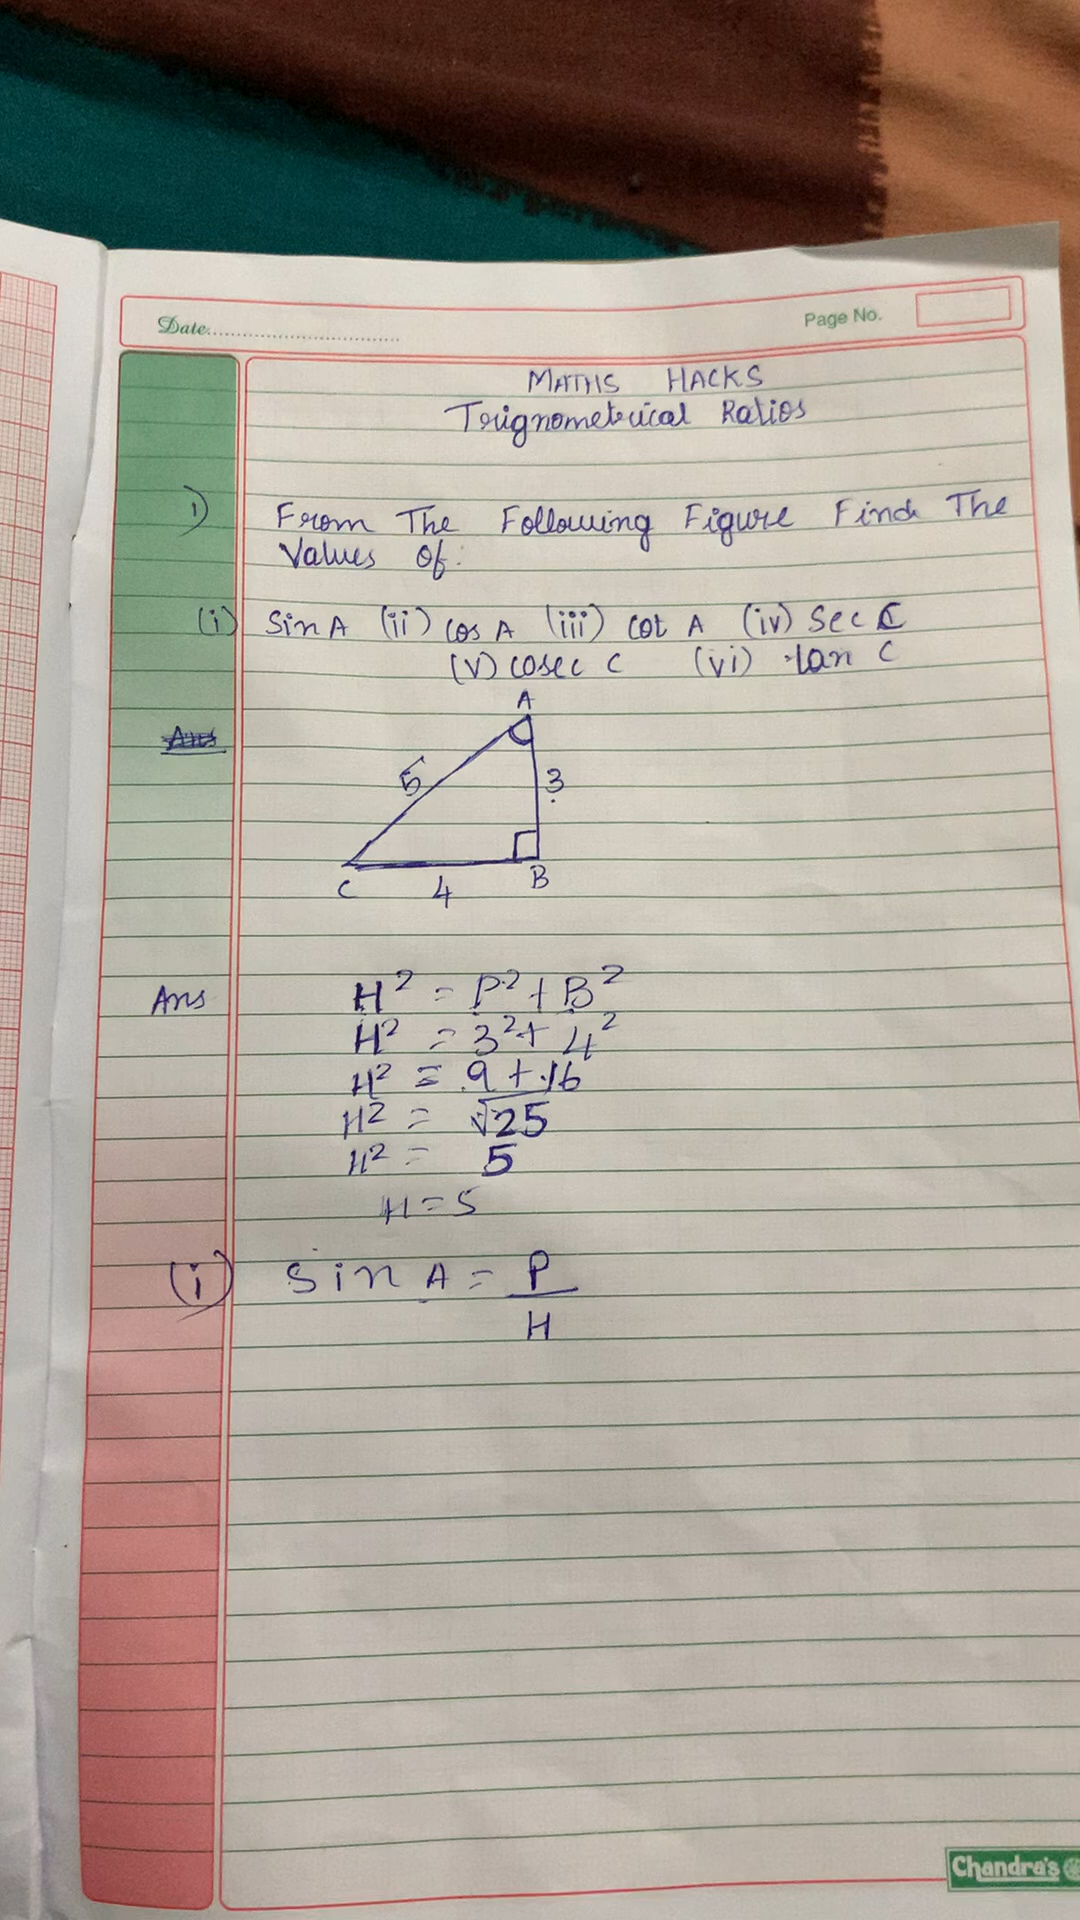 Date
Page No.
MATHS HACKS
Trignometrical Ratios
1) From The Following Figure Find The
Values Of:
(i) Sin A (ii) Cos A (iii) Cot A (iv) Sec C
(v) Cosec C (vi) tan C
A
Ans
5
3
C
4
B
Ans H² = P² + B²
H² = 3² + 4²
H² = 9 + 16
H² = √25
H² = 5
H = 5
(i) Sin A = P
H
Chandra's